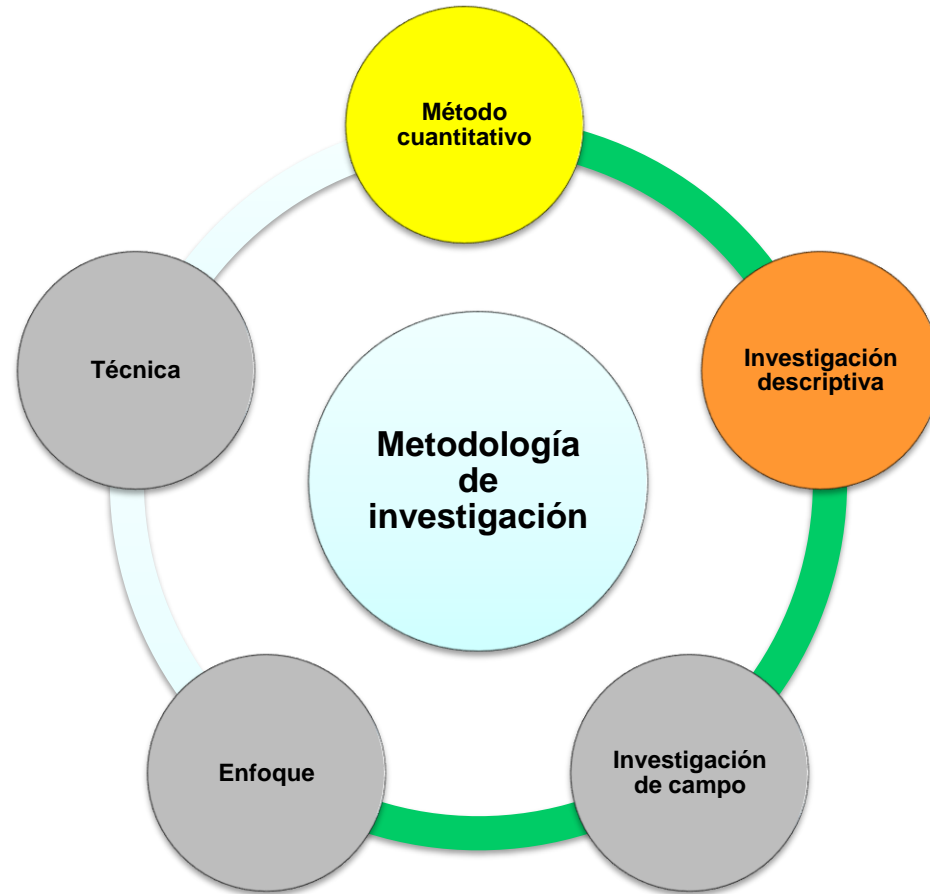 Método
cuantitativo
Investigación
descriptiva
Investigación
de campo
Enfoque
Técnica
Metodología
de
investigación